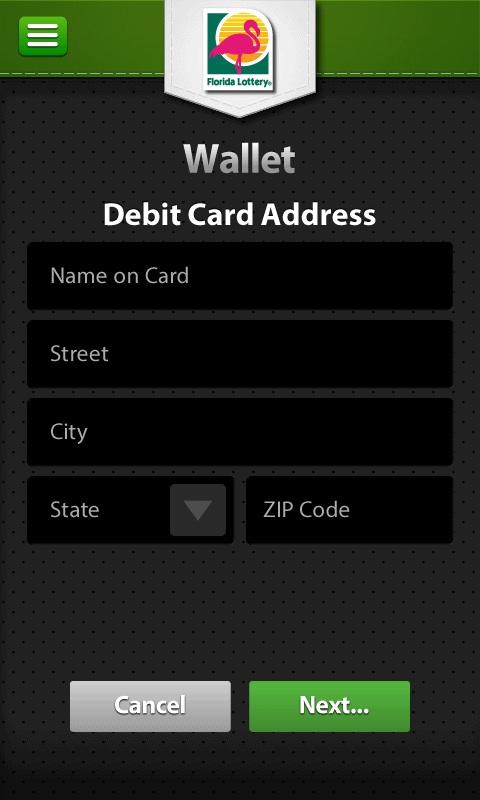 Florida Lottery®
Wallet
Debit Card Address
Name on Card
Street
City
State
ZIP Code
Cancel
Next...